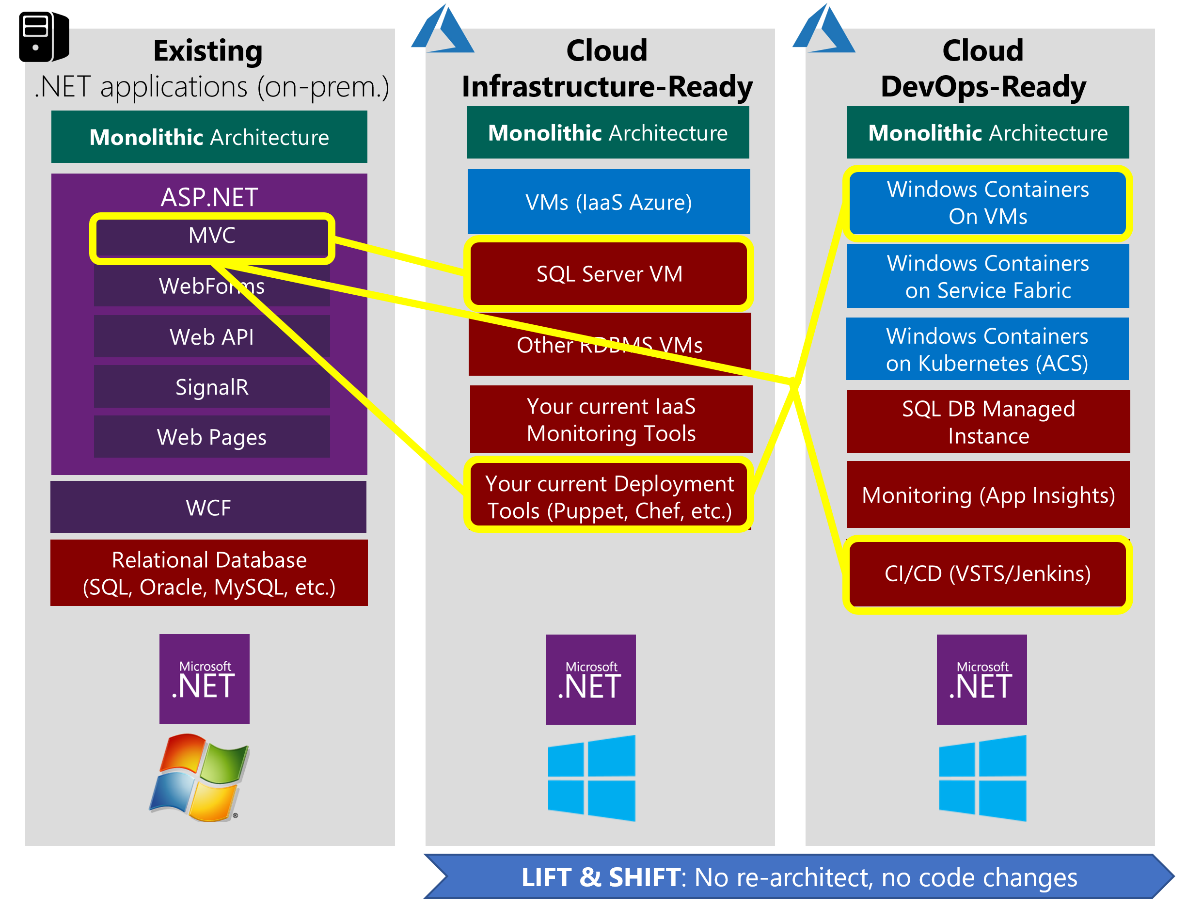 Existing
.NET applications (on-prem.)
Monolithic Architecture
ASP.NET
MVC
WebForms
Web API
SignalR
Web Pages
WCF
Relational Database
(SQL, Oracle, MySQL, etc.)
Microsoft
.NET
Cloud
Infrastructure-Ready
Monolithic Architecture
VMs (IaaS Azure)
SQL Server VM
Other RDBMS VMs
Your current IaaS
Monitoring Tools
Your current Deployment
Tools (Puppet, Chef, etc.)
Microsoft
.NET
Cloud
DevOps-Ready
Monolithic Architecture
Windows Containers
On VMs
Windows Containers
on Service Fabric
Windows Containers
on Kubernetes (ACS)
SQL DB Managed
Instance
Monitoring (App Insights)
CI/CD (VSTS/Jenkins)
Microsoft
.NET
LIFT & SHIFT: No re-architect, no code changes